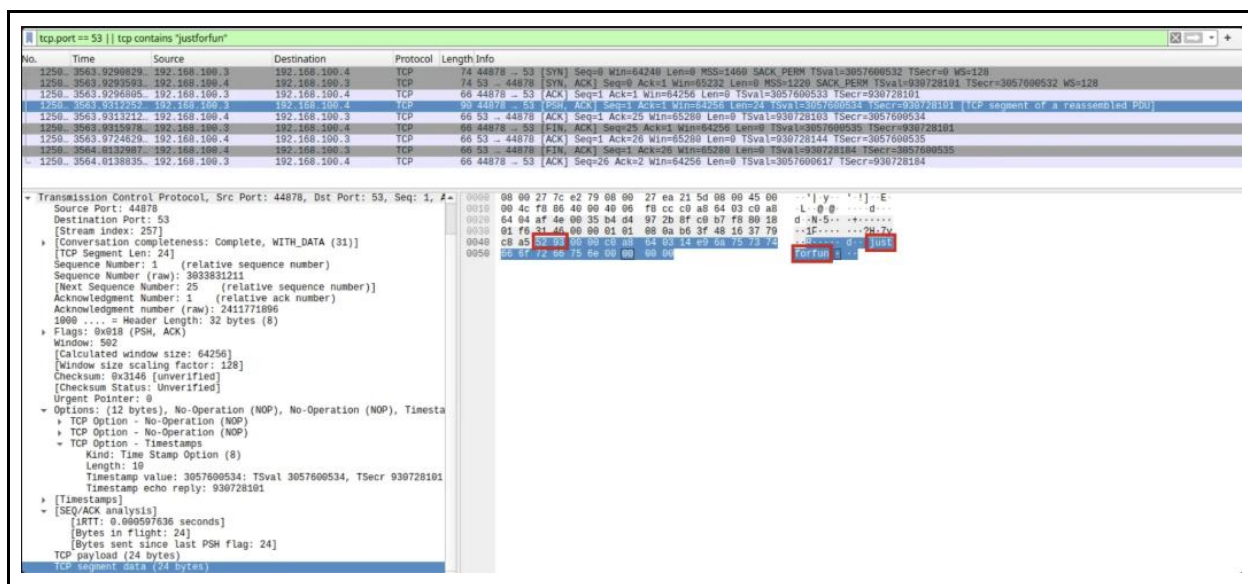 tcp.port == 53 || tcp contains "justforfun"
No. Time Source Destination Protocol Length Info
1250… 3563.9290829… 192.168.100.3 192.168.100.4 TCP 74 44878 → 53 [SYN] Seq=0 Win=64240 Len=0 MSS=1460 SACK_PERM TSval=3057600532 TSecr=0 WS=128
1250… 3563.9293593… 192.168.100.4 192.168.100.3 TCP 74 53 → 44878 [SYN, ACK] Seq=0 Ack=1 Win=65232 Len=0 MSS=1220 SACK_PERM TSval=930728101 TSecr=3057600532 WS=128
1250… 3563.9296805… 192.168.100.3 192.168.100.4 TCP 66 44878 → 53 [ACK] Seq=1 Ack=1 Win=64256 Len=0 TSval=3057600533 TSecr=930728101
1250… 3563.9312252… 192.168.100.3 192.168.100.4 TCP 90 44878 → 53 [PSH, ACK] Seq=1 Ack=1 Win=64256 Len=24 TSval=3057600534 TSecr=930728101 [TCP segment of a reassembled PDU]
1250… 3563.9313212… 192.168.100.4 192.168.100.3 TCP 66 53 → 44878 [ACK] Seq=1 Ack=25 Win=65280 Len=0 TSval=930728103 TSecr=3057600534
1250… 3563.9315978… 192.168.100.3 192.168.100.4 TCP 66 44878 → 53 [FIN, ACK] Seq=25 Ack=1 Win=64256 Len=0 TSval=3057600535 TSecr=930728101
1250… 3563.9724629… 192.168.100.4 192.168.100.3 TCP 66 53 → 44878 [ACK] Seq=1 Ack=26 Win=65280 Len=0 TSval=930728144 TSecr=3057600535
1250… 3564.0132987… 192.168.100.4 192.168.100.3 TCP 66 53 → 44878 [FIN, ACK] Seq=1 Ack=26 Win=65280 Len=0 TSval=930728184 TSecr=3057600535
1250… 3564.0138835… 192.168.100.3 192.168.100.4 TCP 66 44878 → 53 [ACK] Seq=26 Ack=2 Win=64256 Len=0 TSval=3057600617 TSecr=930728184
Transmission Control Protocol, Src Port: 44878, Dst Port: 53, Seq: 1, A
Source Port: 44878
Destination Port: 53
[Stream index: 257]
[Conversation completeness: Complete, WITH_DATA (31)]
[TCP Segment Len: 24]
Sequence Number: 1 (relative sequence number)
Sequence Number (raw): 3033831211
[Next Sequence Number: 25 (relative sequence number)]
Acknowledgment Number: 1 (relative ack number)
Acknowledgment number (raw): 2411771896
1000 .... = Header Length: 32 bytes (8)
Flags: 0x018 (PSH, ACK)
Window: 502
[Calculated window size: 64256]
[Window size scaling factor: 128]
Checksum: 0x3146 [unverified]
[Checksum Status: Unverified]
Urgent Pointer: 0
Options: (12 bytes), No-Operation (NOP), No-Operation (NOP), Timesta
TCP Option - No-Operation (NOP)
TCP Option - No-Operation (NOP)
TCP Option - Timestamps
Kind: Time Stamp Option (8)
Length: 10
Timestamp value: 3057600534: TSval 3057600534, TSecr 930728101
Timestamp echo reply: 930728101
[Timestamps]
[SEQ/ACK analysis]
[iRTT: 0.000597636 seconds]
[Bytes in flight: 24]
[Bytes sent since last PSH flag: 24]
TCP payload (24 bytes)
TCP segment data (24 bytes)
0000 08 00 27 7c e2 79 08 00 27 ea 21 5d 08 00 45 00 ··'|·y·· '·!]··E·
0010 00 4c f8 86 40 00 40 06 f8 cc c0 a8 64 03 c0 a8 ·L··@·@· ····d···
0020 64 04 af 4e 00 35 b4 d4 97 2b 8f c0 b7 f8 80 18 d··N·5·· ·+······
0030 01 f6 31 46 00 00 01 01 08 0a b6 3f 48 16 37 79 ··1F···· ···?H·7y
0040 c8 a5 52 93 00 00 c0 a8 64 03 14 e9 6a 75 73 74 ··R····· d···just
0050 66 6f 72 66 75 6e 00 00 00 00 forfun·· ··